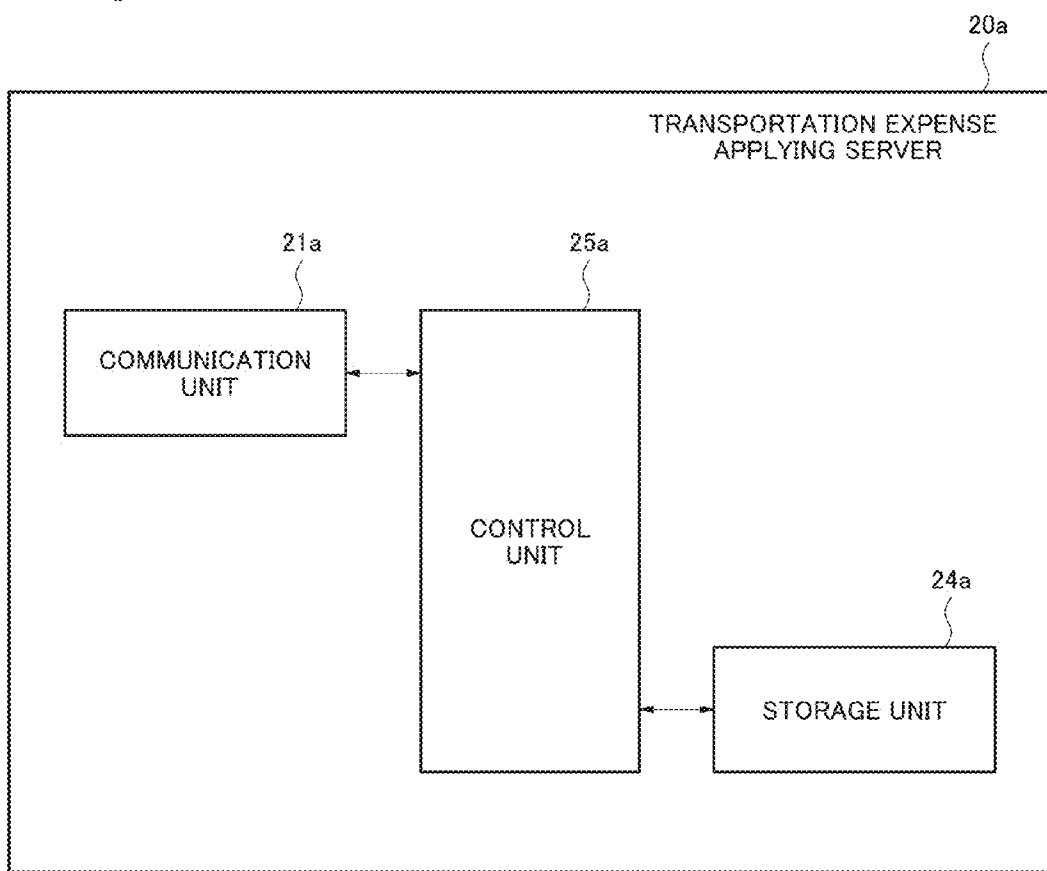 20a
TRANSPORTATION EXPENSE
APPLYING SERVER
21a
25a
COMMUNICATION
UNIT
CONTROL
UNIT
24a
STORAGE UNIT